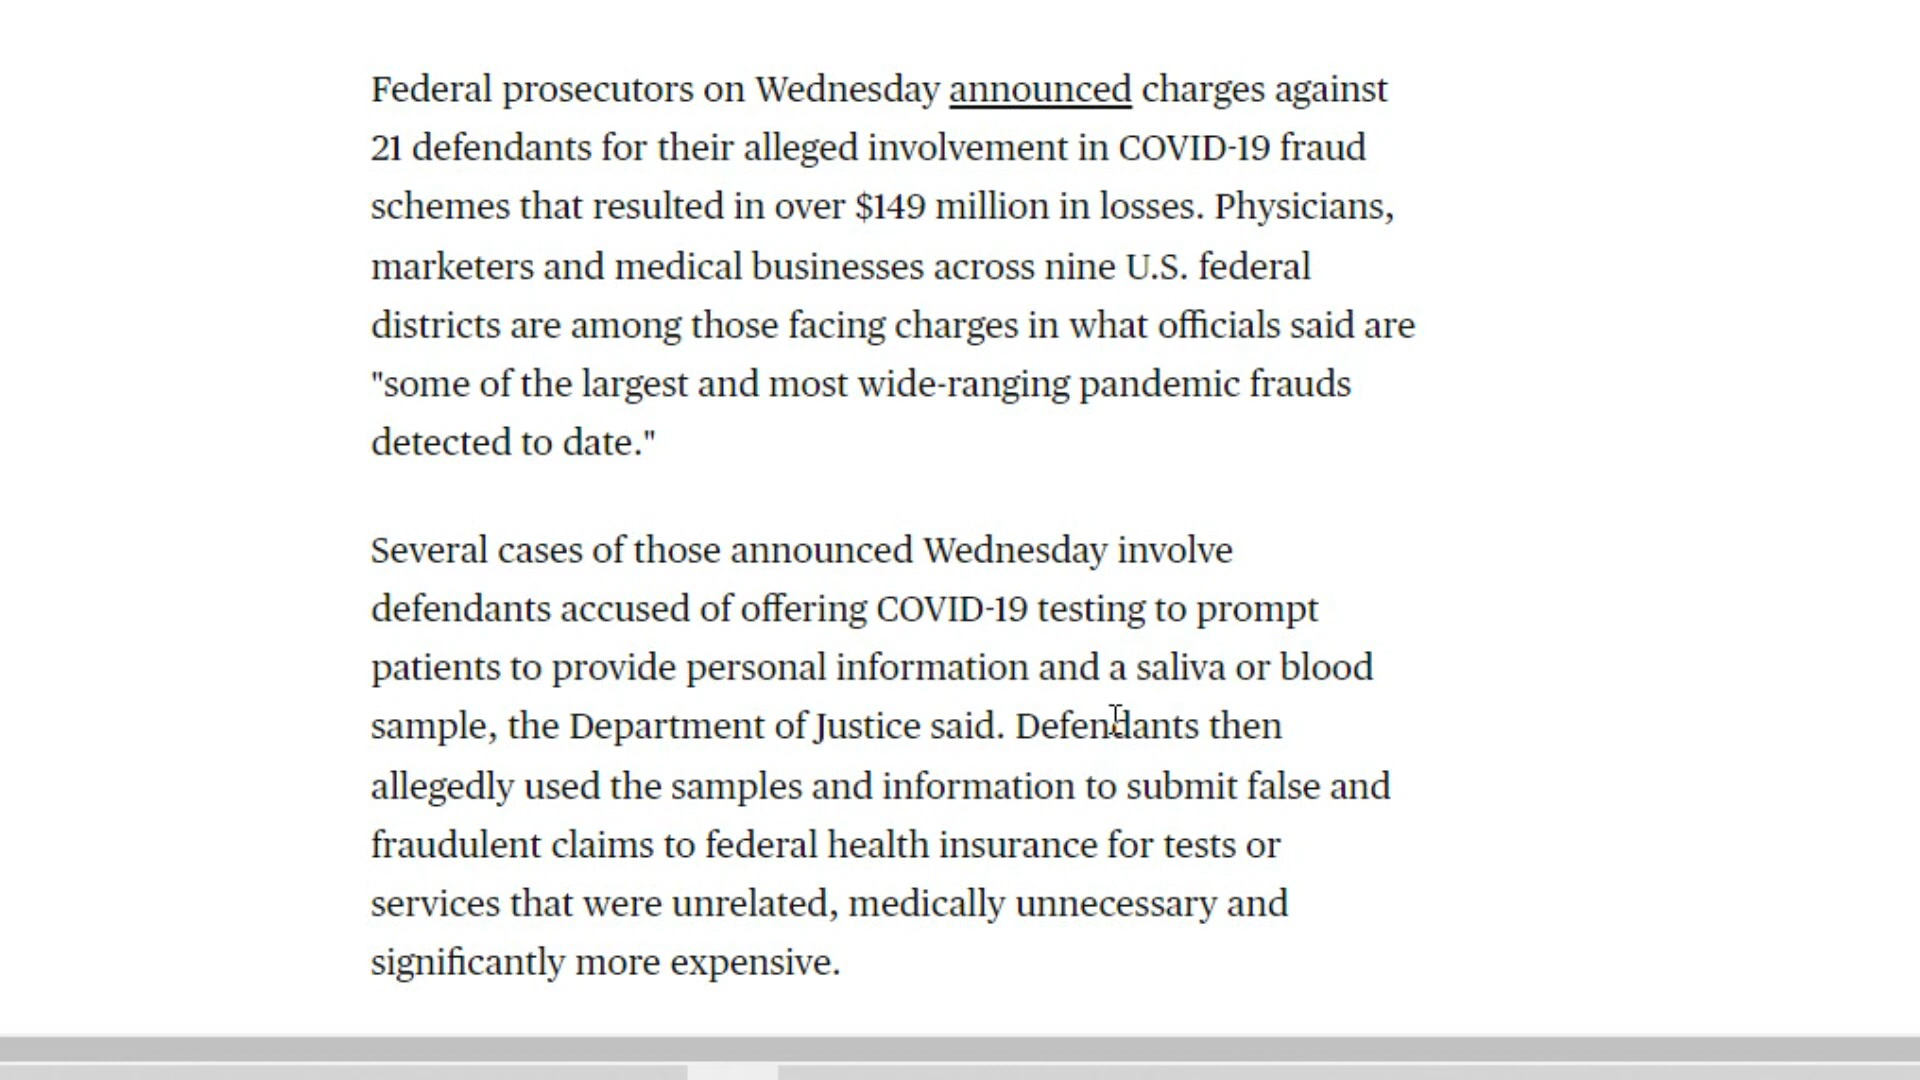 Federal prosecutors on Wednesday announced charges against
21 defendants for their alleged involvement in COVID-19 fraud
schemes that resulted in over $149 million in losses. Physicians,
marketers and medical businesses across nine U.S. federal
districts are among those facing charges in what officials said are
"some of the largest and most wide-ranging pandemic frauds
detected to date."
Several cases of those announced Wednesday involve
defendants accused of offering COVID-19 testing to prompt
patients to provide personal information and a saliva or blood
sample, the Department of Justice said. Defendants then
allegedly used the samples and information to submit false and
fraudulent claims to federal health insurance for tests or
services that were unrelated, medically unnecessary and
significantly more expensive.